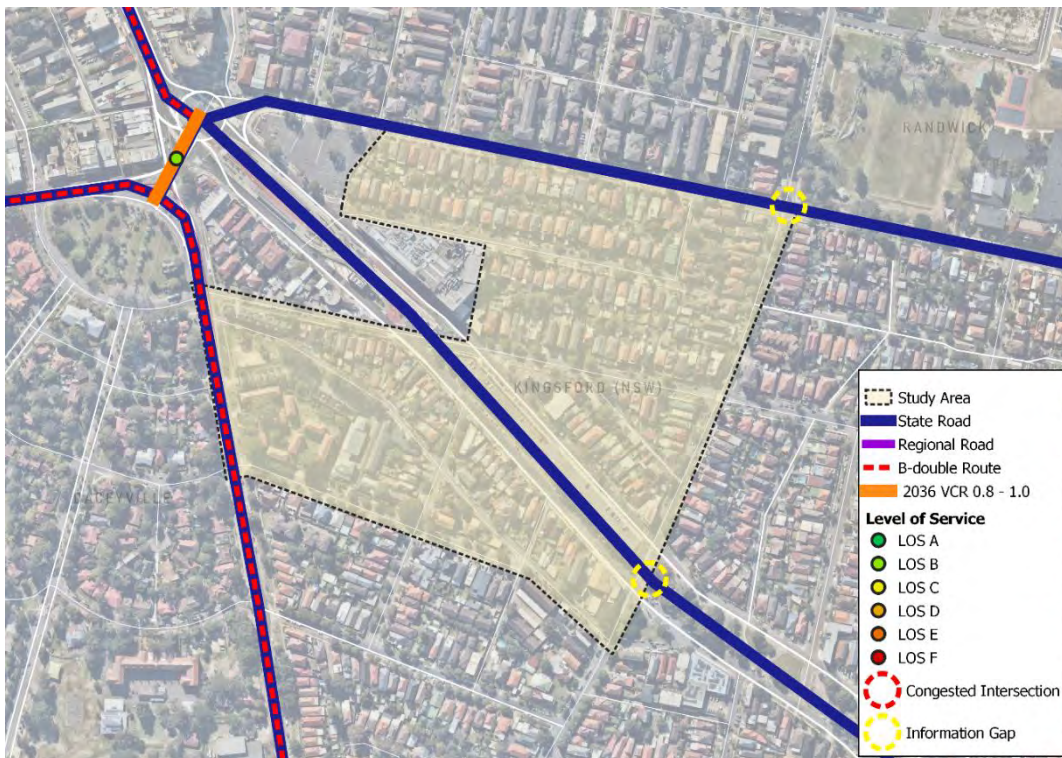 RANDWICK
KINGSFORD (NSW)
DACEYVILLE
Study Area
State Road
Regional Road
B-double Route
2036 VCR 0.8 - 1.0
Level of Service
LOS A
LOS B
LOS C
LOS D
LOS E
LOS F
Congested Intersection
Information Gap